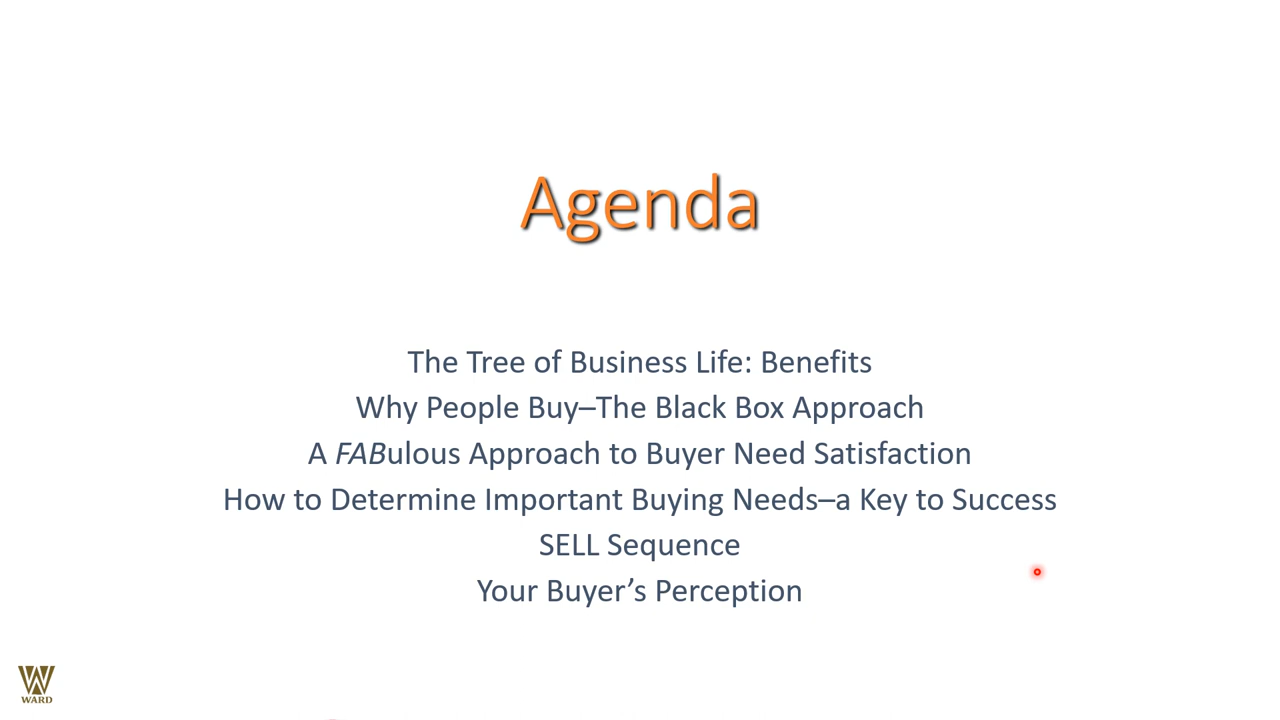 Agenda
The Tree of Business Life: Benefits
Why People Buy–The Black Box Approach
A FABulous Approach to Buyer Need Satisfaction
How to Determine Important Buying Needs–a Key to Success
SELL Sequence
Your Buyer’s Perception
WARD